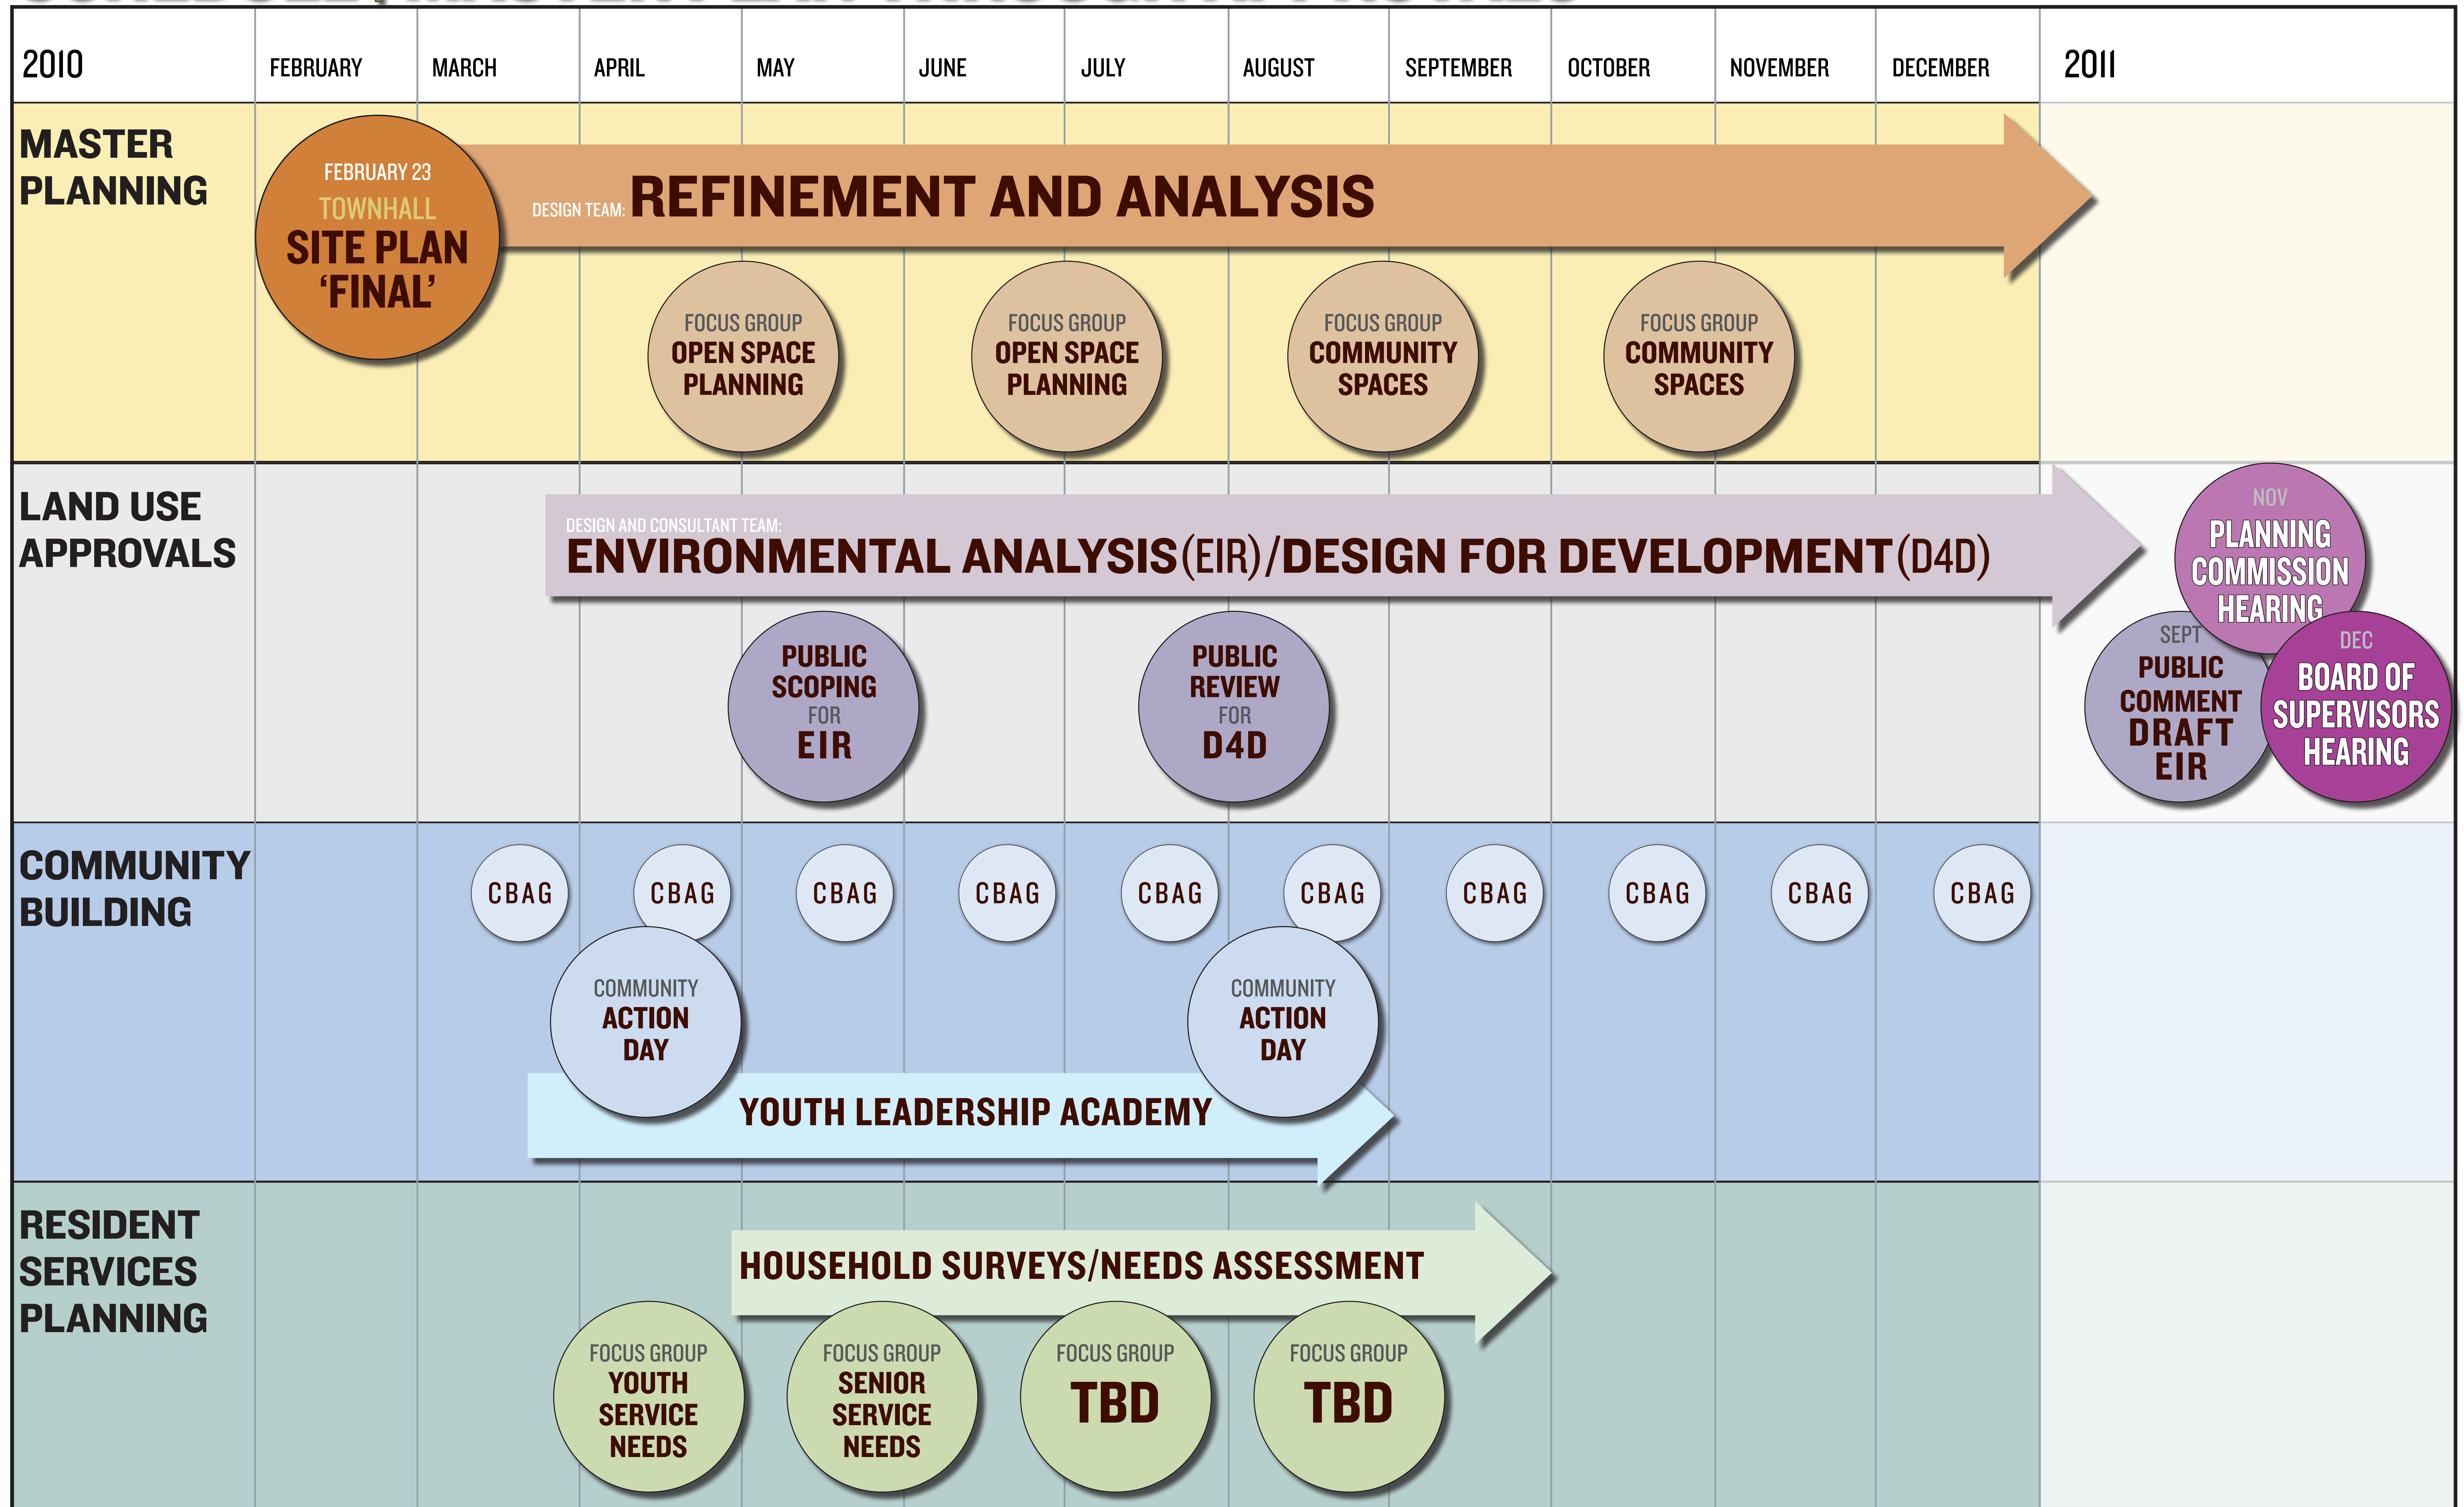 2010
FEBRUARY
MARCH
APRIL
MAY
JUNE
JULY
AUGUST
SEPTEMBER
OCTOBER
NOVEMBER
DECEMBER
2011
MASTER
PLANNING
FEBRUARY 23
TOWNHALL
SITE PLAN
‘FINAL’
DESIGN TEAM: REFINEMENT AND ANALYSIS
FOCUS GROUP
OPEN SPACE
PLANNING
FOCUS GROUP
OPEN SPACE
PLANNING
FOCUS GROUP
COMMUNITY
SPACES
FOCUS GROUP
COMMUNITY
SPACES
LAND USE
APPROVALS
DESIGN AND CONSULTANT TEAM:
ENVIRONMENTAL ANALYSIS(EIR)/DESIGN FOR DEVELOPMENT(D4D)
PUBLIC
SCOPING
FOR
EIR
PUBLIC
REVIEW
FOR
D4D
NOV
PLANNING
COMMISSION
HEARING
SEPT
PUBLIC
COMMENT
DRAFT
EIR
DEC
BOARD OF
SUPERVISORS
HEARING
COMMUNITY
BUILDING
CBAG
CBAG
CBAG
CBAG
CBAG
CBAG
CBAG
CBAG
CBAG
CBAG
COMMUNITY
ACTION
DAY
COMMUNITY
ACTION
DAY
YOUTH LEADERSHIP ACADEMY
RESIDENT
SERVICES
PLANNING
HOUSEHOLD SURVEYS/NEEDS ASSESSMENT
FOCUS GROUP
YOUTH
SERVICE
NEEDS
FOCUS GROUP
SENIOR
SERVICE
NEEDS
FOCUS GROUP
TBD
FOCUS GROUP
TBD